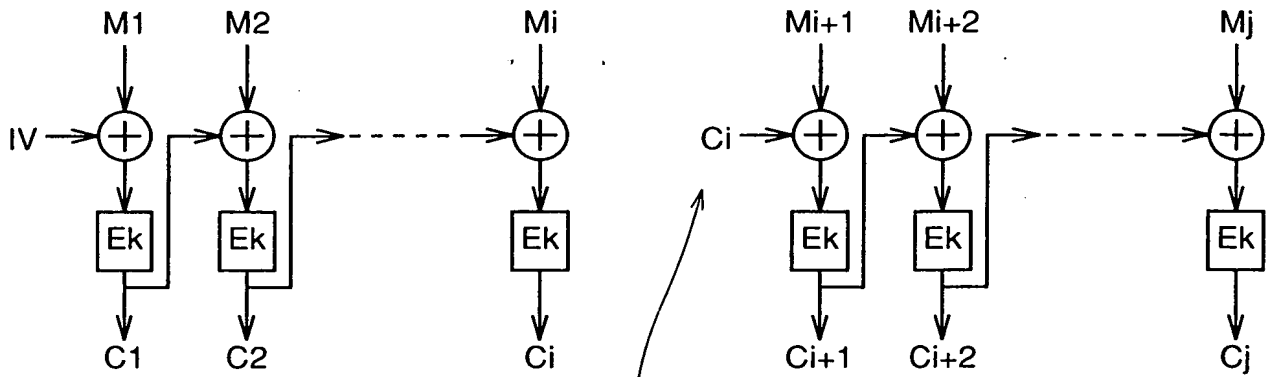 M1 M2 Mi Mi+1 Mi+2 Mj
IV Ci
Ek Ek Ek Ek Ek Ek
C1 C2 Ci Ci+1 Ci+2 Cj